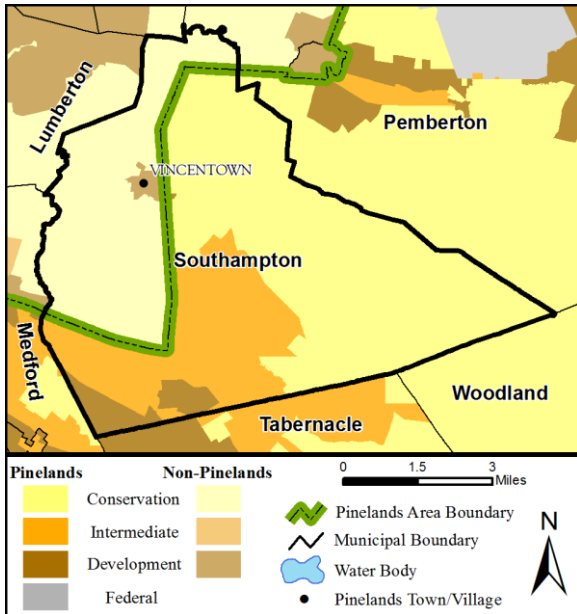 Lumberton
Pemberton
VINCENTOWN
Southampton
Medford
Woodland
Tabernacle
Pinelands Non-Pinelands
Conservation
Intermediate
Development
Federal
0 1.5 3
Miles
Pinelands Area Boundary
Municipal Boundary
Water Body
Pinelands Town/Village
N